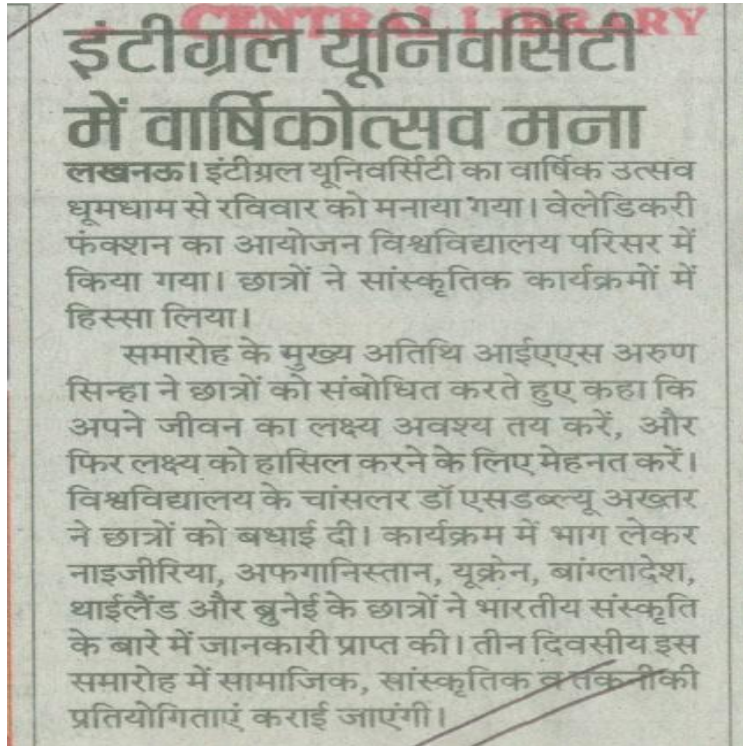 CENTRAL LIBRARY
इंटीग्रल यूनिवर्सिटी
में वार्षिकोत्सव मना
लखनऊ। इंटीग्रल यूनिवर्सिटी का वार्षिक उत्सव
धूमधाम से रविवार को मनाया गया। वेलेडिकरी
फंक्शन का आयोजन विश्वविद्यालय परिसर में
किया गया। छात्रों ने सांस्कृतिक कार्यक्रमों में
हिस्सा लिया।
समारोह के मुख्य अतिथि आईएएस अरुण
सिन्हा ने छात्रों को संबोधित करते हुए कहा कि
अपने जीवन का लक्ष्य अवश्य तय करें, और
फिर लक्ष्य को हासिल करने के लिए मेहनत करें।
विश्वविद्यालय के चांसलर डॉ एसडब्ल्यू अख्तर
ने छात्रों को बधाई दी। कार्यक्रम में भाग लेकर
नाइजीरिया, अफगानिस्तान, यूक्रेन, बांग्लादेश,
थाईलैंड और ब्रुनेई के छात्रों ने भारतीय संस्कृति
के बारे में जानकारी प्राप्त की। तीन दिवसीय इस
समारोह में सामाजिक, सांस्कृतिक व तकनीकी
प्रतियोगिताएं कराई जाएंगी।